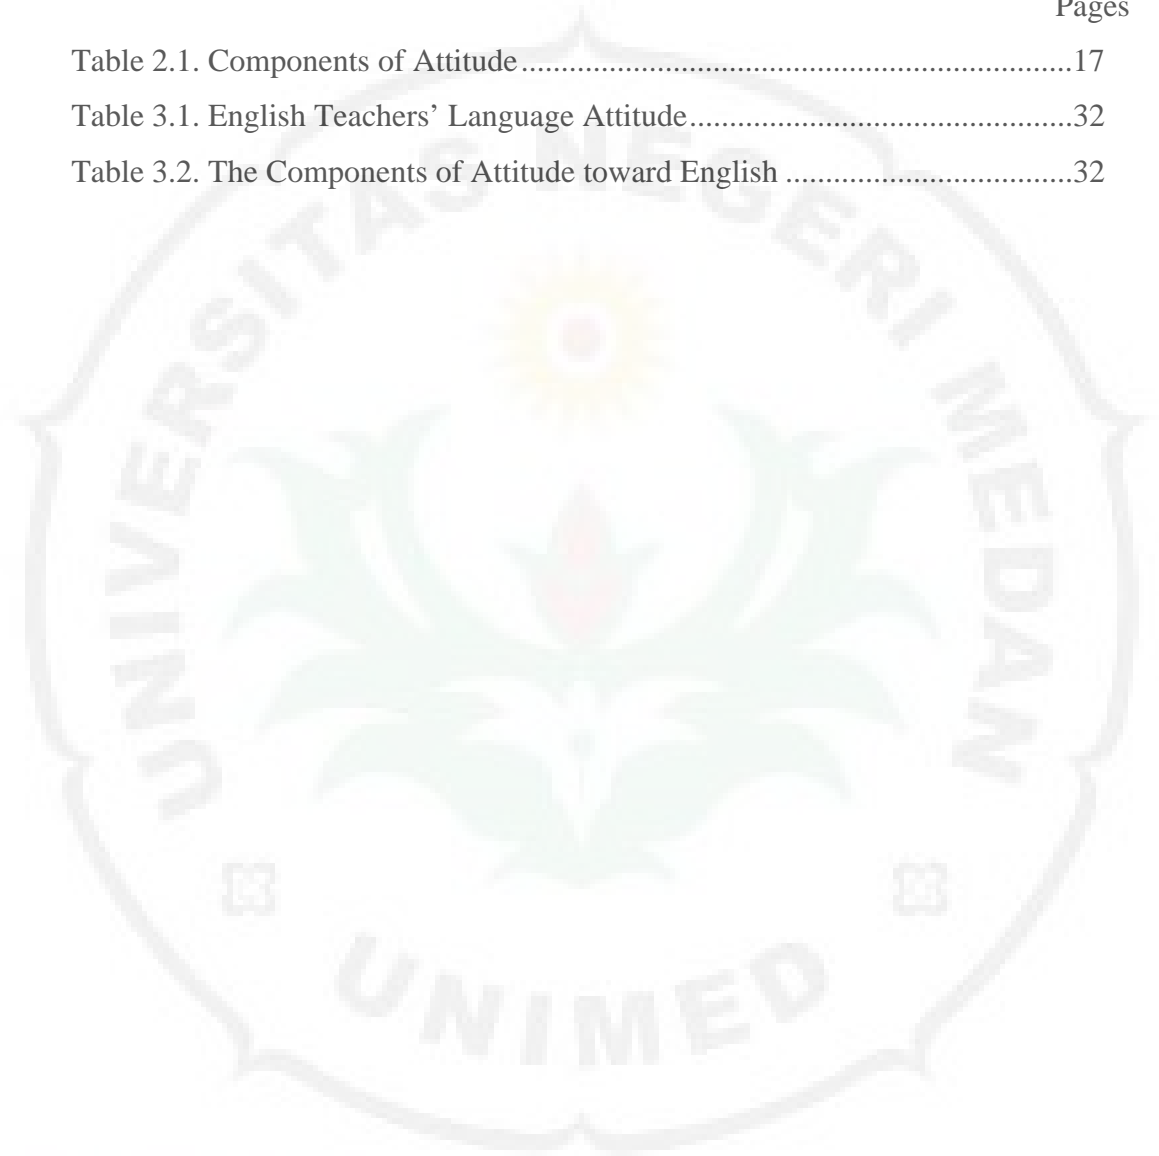 Pages
Table 2.1. Components of Attitude......................................................................17
Table 3.1. English Teachers’ Language Attitude.................................................32
Table 3.2. The Components of Attitude toward English .....................................32
UNIVERSITAS NEGERI MEDAN
UNIMED